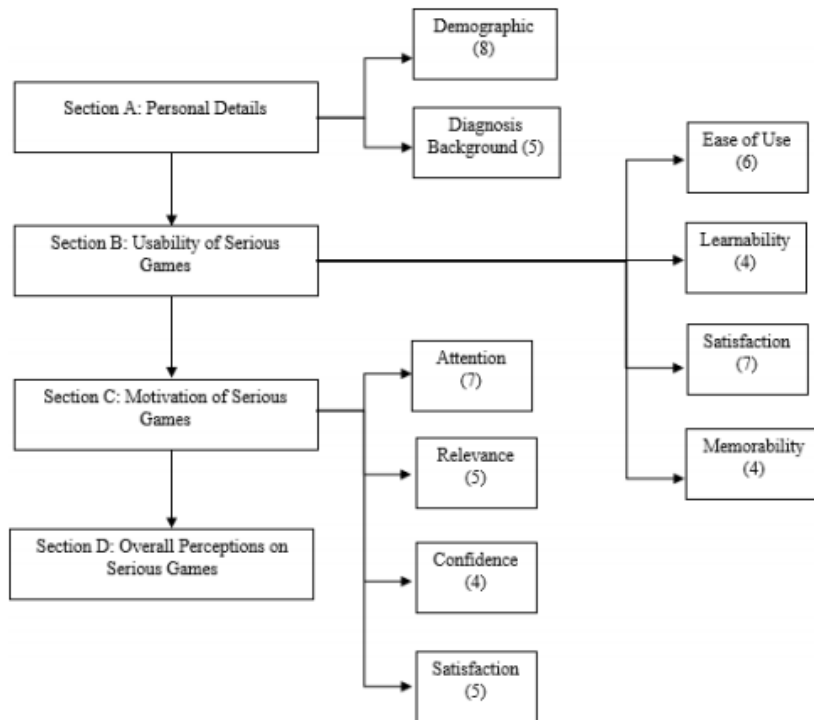 Demographic
(8)
Section A: Personal Details
Diagnosis
Background (5)
Ease of Use
(6)
Section B: Usability of Serious
Games
Learnability
(4)
Satisfaction
(7)
Memorability
(4)
Section C: Motivation of Serious
Games
Attention
(7)
Relevance
(5)
Confidence
(4)
Satisfaction
(5)
Section D: Overall Perceptions on
Serious Games